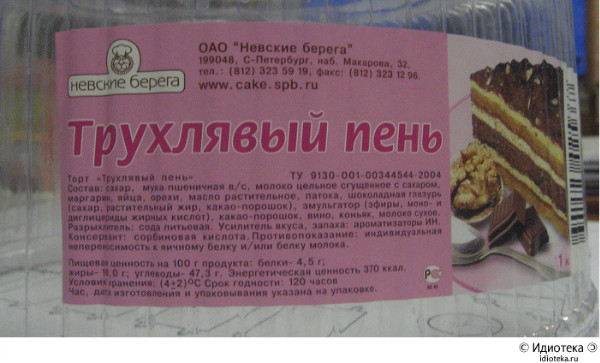 ОАО "Невские берега"
199048, С-Петербург, наб. Макарова, 32,
тел.: (812) 323 59 19, факс: (812) 323 12 96.
www.cake.spb.ru
невские берега
Трухлявый пень
Торт «Трухлявый пень» ТУ 9130-001-00344544-2004
Состав: сахар, мука пшеничная в/с, молоко цельное сгущенное с сахаром,
маргарин, яйца, орехи, масло растительное, патока, шоколадная глазурь
(сахар, растительный жир, какао-порошок), эмульгатор (эфиры, моно- и
диглицериды жирных кислот), какао-порошок, вино, коньяк, молоко сухое.
Разрыхлитель: сода питьевая. Усилитель вкуса, запаха: ароматизаторы ИН.
Консервант: сорбиновая кислота. Противопоказание: индивидуальная
непереносимость к яичному белку и/или белку молока.
Пищевая ценность на 100 г продукта: белки- 4,5 г;
жиры- 18,0 г; углеводы- 47,3 г. Энергетическая ценность 370 ккал.
Условия хранения: (4±2)°С Срок годности: 120 часов
Час, дата изготовления и упаковывания указана на упаковке.
© Идиотека
idioteka.ru